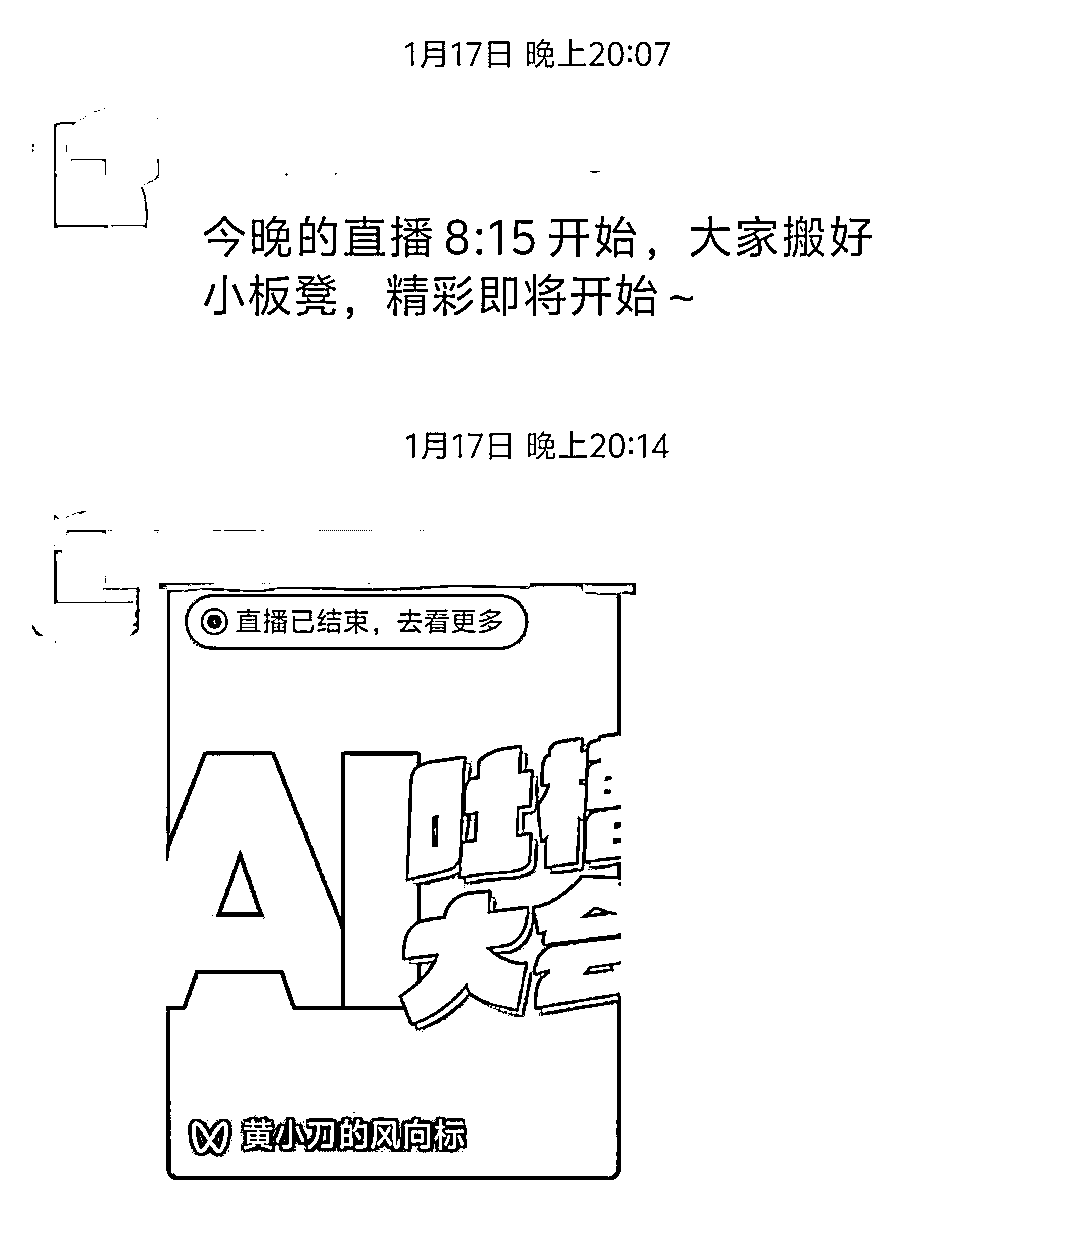 1月17日 晚上20:07
今晚的直播 8:15 开始，大家搬好
小板凳，精彩即将开始 ~
1月17日 晚上20:14
直播已结束，去看更多
AI
大会
黄小刀的风向标